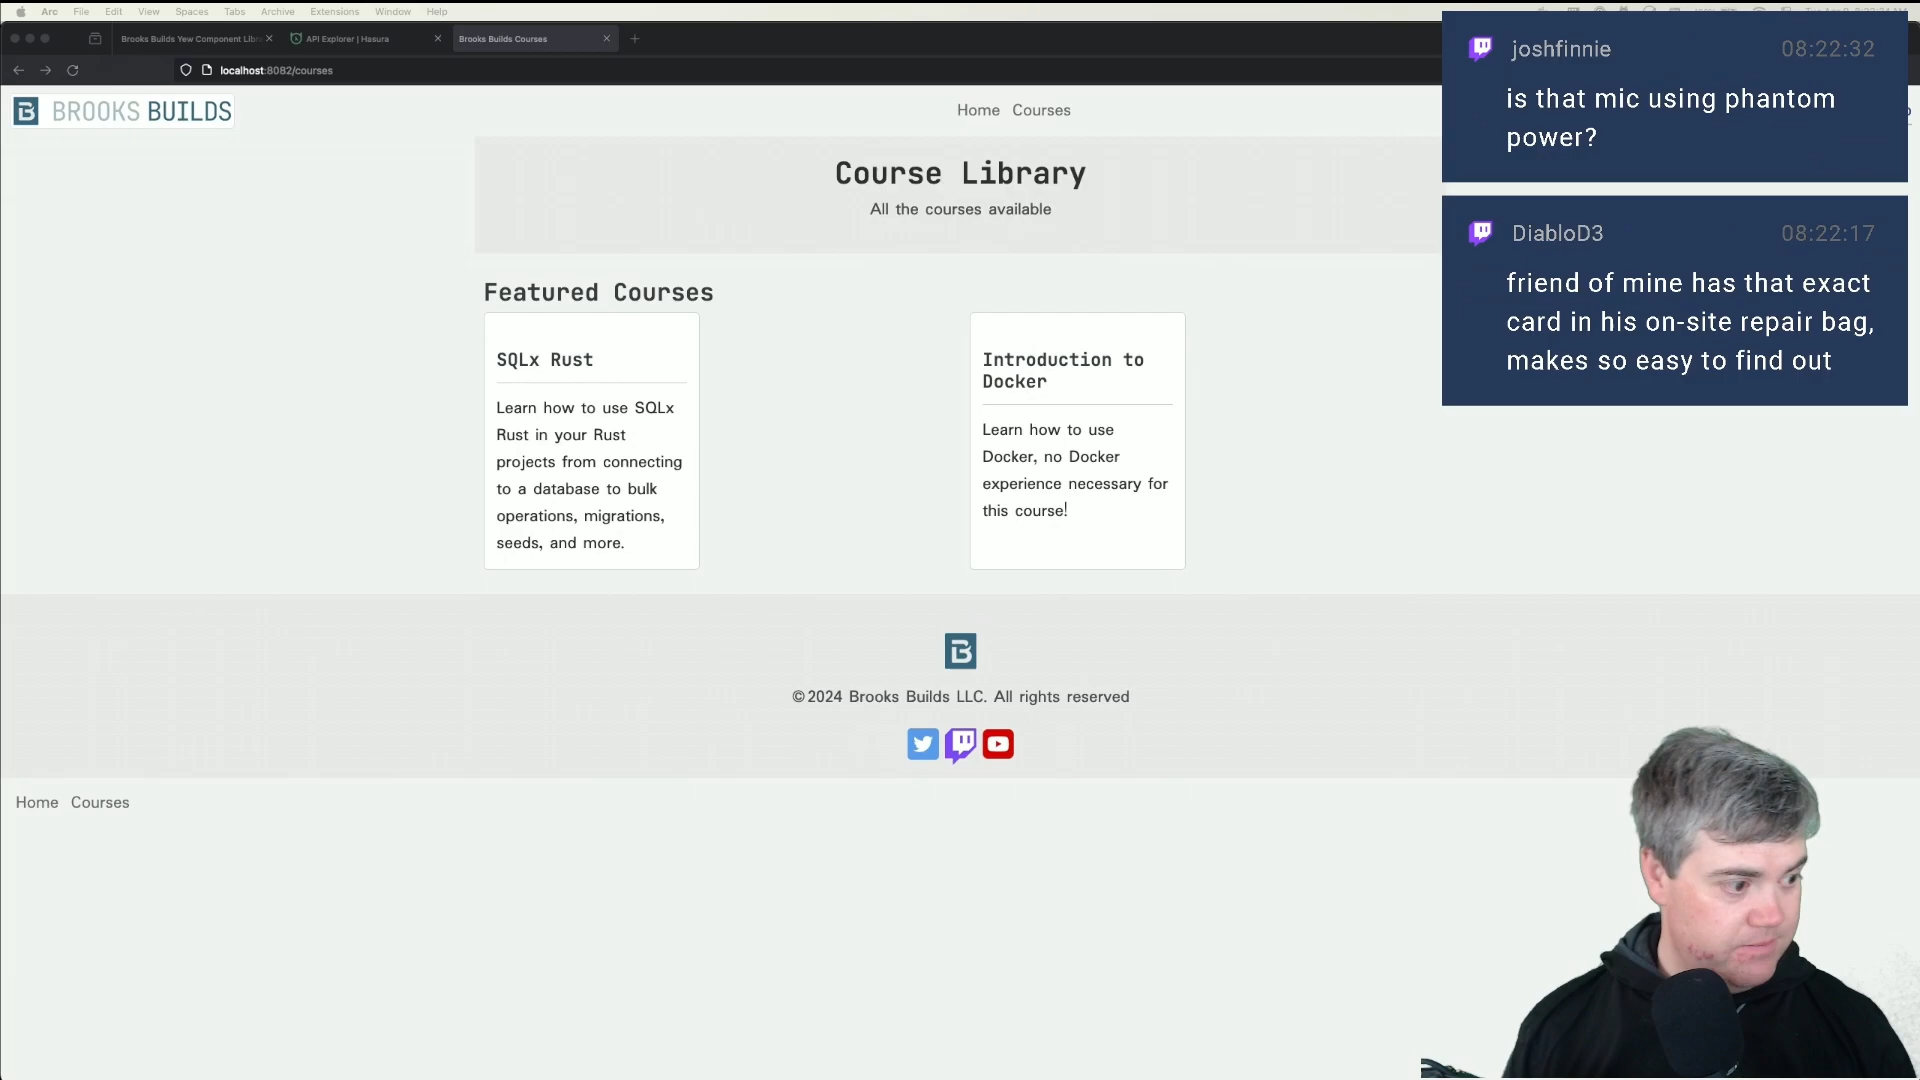 Arc File Edit View Spaces Tabs Archive Extensions Window Help
Brooks Builds Yew Component Libr
API Explorer | Hasura
Brooks Builds Courses
localhost:8082/courses
BROOKS BUILDS
Home Courses
Course Library
All the courses available
Featured Courses
SQLx Rust
Learn how to use SQLx
Rust in your Rust
projects from connecting
to a database to bulk
operations, migrations,
seeds, and more.
Introduction to
Docker
Learn how to use
Docker, no Docker
experience necessary for
this course!
©2024 Brooks Builds LLC. All rights reserved
Home Courses
joshfinnie 08:22:32
is that mic using phantom
power?
DiabloD3 08:22:17
friend of mine has that exact
card in his on-site repair bag,
makes so easy to find out